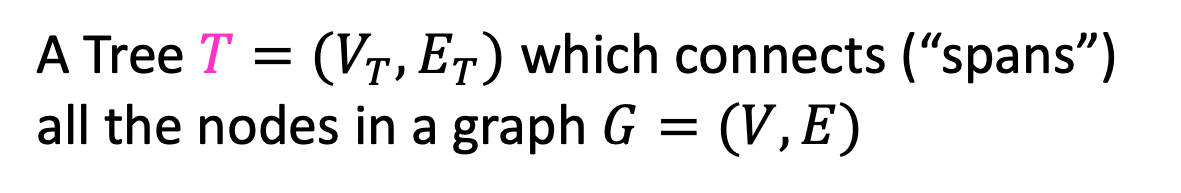 A Tree T = (V_T, E_T) which connects (“spans”)
all the nodes in a graph G = (V, E)